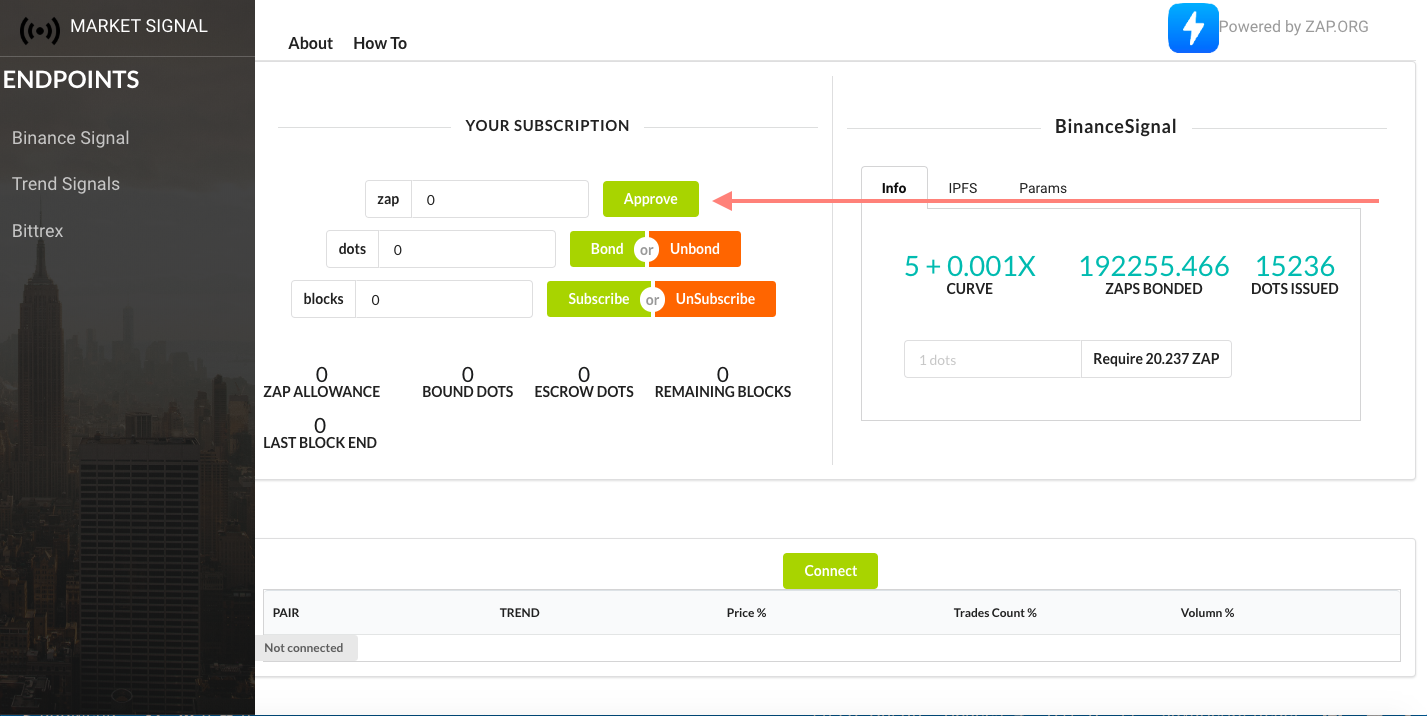 MARKET SIGNAL
ENDPOINTS
Binance Signal
Trend Signals
Bittrex
About How To
Powered by ZAP.ORG
YOUR SUBSCRIPTION
zap 0 Approve
dots 0 Bond or Unbond
blocks 0 Subscribe or UnSubscribe
0 0 0 0
ZAP ALLOWANCE BOUND DOTS ESCROW DOTS REMAINING BLOCKS
0
LAST BLOCK END
BinanceSignal
Info IPFS Params
5 + 0.001X 192255.466 15236
CURVE ZAPS BONDED DOTS ISSUED
1 dots Require 20.237 ZAP
Connect
PAIR TREND Price % Trades Count % Volumn %
Not connected